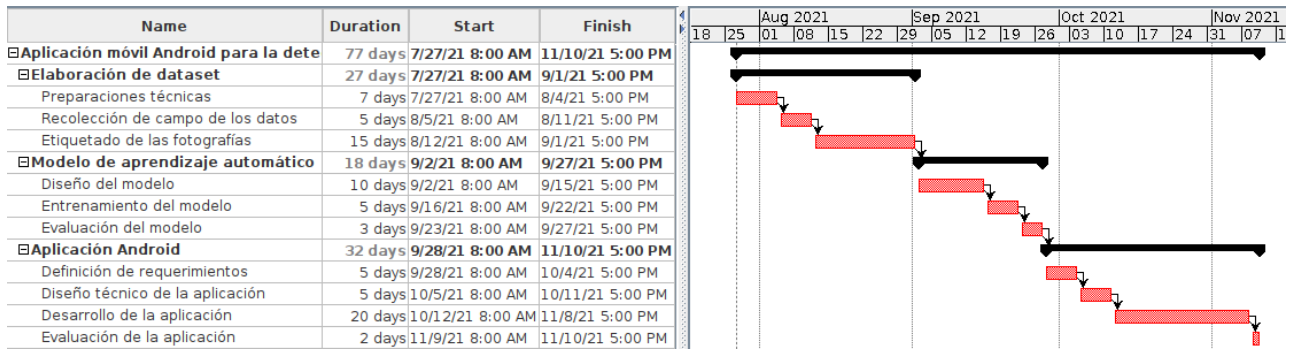 Name Duration Start Finish
Aug 2021 Sep 2021 Oct 2021 Nov 2021
18 25 01 08 15 22 29 05 12 19 26 03 10 17 24 31 07 1
Aplicación móvil Android para la dete 77 days 7/27/21 8:00 AM 11/10/21 5:00 PM
Elaboración de dataset 27 days 7/27/21 8:00 AM 9/1/21 5:00 PM
Preparaciones técnicas 7 days 7/27/21 8:00 AM 8/4/21 5:00 PM
Recolección de campo de los datos 5 days 8/5/21 8:00 AM 8/11/21 5:00 PM
Etiquetado de las fotografías 15 days 8/12/21 8:00 AM 9/1/21 5:00 PM
Modelo de aprendizaje automático 18 days 9/2/21 8:00 AM 9/27/21 5:00 PM
Diseño del modelo 10 days 9/2/21 8:00 AM 9/15/21 5:00 PM
Entrenamiento del modelo 5 days 9/16/21 8:00 AM 9/22/21 5:00 PM
Evaluación del modelo 3 days 9/23/21 8:00 AM 9/27/21 5:00 PM
Aplicación Android 32 days 9/28/21 8:00 AM 11/10/21 5:00 PM
Definición de requerimientos 5 days 9/28/21 8:00 AM 10/4/21 5:00 PM
Diseño técnico de la aplicación 5 days 10/5/21 8:00 AM 10/11/21 5:00 PM
Desarrollo de la aplicación 20 days 10/12/21 8:00 AM 11/8/21 5:00 PM
Evaluación de la aplicación 2 days 11/9/21 8:00 AM 11/10/21 5:00 PM